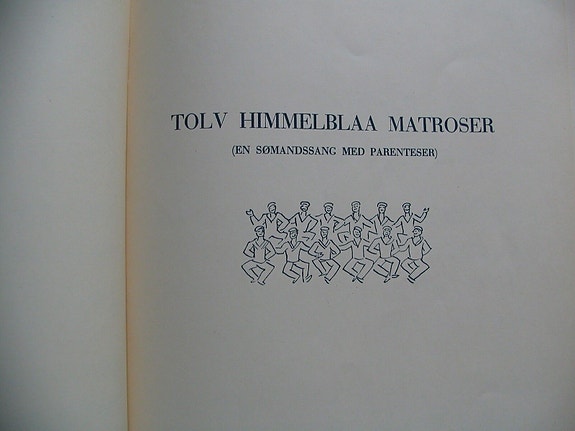 TOLV HIMMELBLAA MATROSER
(EN SØMANDSSANG MED PARENTESER)